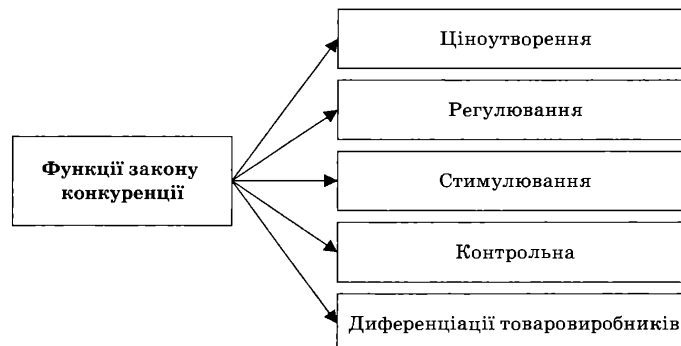 Ціноутворення
Регулювання
Функції закону
конкуренції
Стимулювання
Контрольна
Диференціації товаровиробників